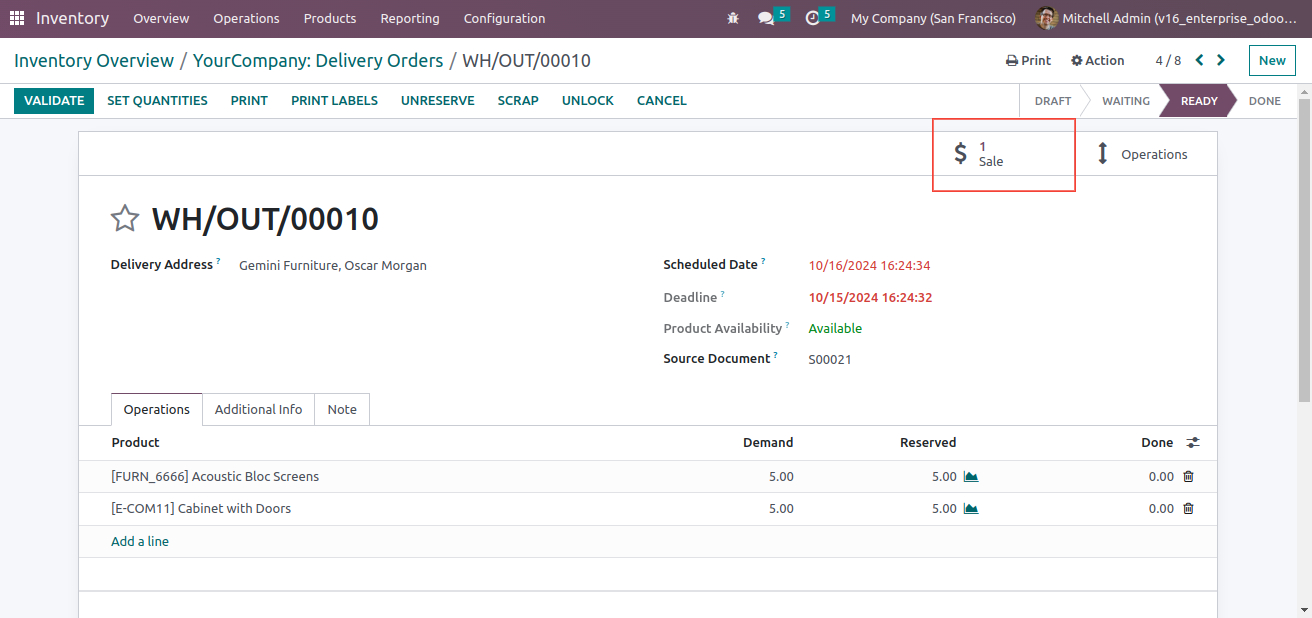 Inventory Overview Operations Products Reporting Configuration 5 5 My Company (San Francisco) Mitchell Admin (v16_enterprise_odoo...
Inventory Overview / YourCompany: Delivery Orders / WH/OUT/00010 Print Action 4 / 8 New
VALIDATE SET QUANTITIES PRINT PRINT LABELS UNRESERVE SCRAP UNLOCK CANCEL DRAFT WAITING READY DONE
1
Sale
Operations
WH/OUT/00010
Delivery Address ? Gemini Furniture, Oscar Morgan
Scheduled Date ? 10/16/2024 16:24:34
Deadline ? 10/15/2024 16:24:32
Product Availability ? Available
Source Document ? S00021
Operations Additional Info Note
Product Demand Reserved Done
[FURN_6666] Acoustic Bloc Screens 5.00 5.00 0.00
[E-COM11] Cabinet with Doors 5.00 5.00 0.00
Add a line